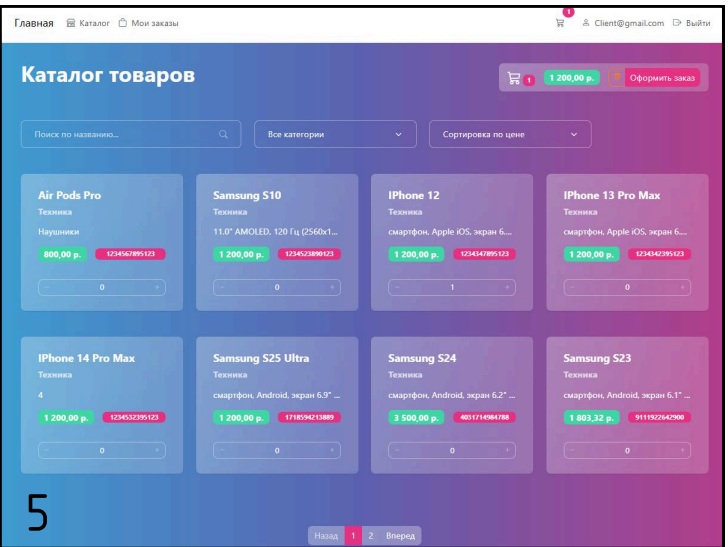 Главная Каталог Мои заказы 1 Client@gmail.com Выйти
Каталог товаров 1 1 200,00 р. Оформить заказ
Поиск по названию... Все категории Сортировка по цене
Air Pods Pro
Техника
Наушники
800,00 р. 1234567895123
- 0 +
Samsung S10
Техника
11.0" AMOLED, 120 Гц (2560x1...
1 200,00 р. 1234523890123
- 0 +
IPhone 12
Техника
смартфон, Apple iOS, экран 6....
1 200,00 р. 1234347895123
- 1 +
IPhone 13 Pro Max
Техника
смартфон, Apple iOS, экран 6....
1 200,00 р. 1234342395123
- 0 +
IPhone 14 Pro Max
Техника
4
1 200,00 р. 1234532395123
- 0 +
Samsung S25 Ultra
Техника
смартфон, Android, экран 6.9" ...
1 200,00 р. 1718594213889
- 0 +
Samsung S24
Техника
смартфон, Android, экран 6.2" ...
3 500,00 р. 4031714984788
- 0 +
Samsung S23
Техника
смартфон, Android, экран 6.1" ...
1 803,32 р. 9111922642900
- 0 +
5
Назад 1 2 Вперед